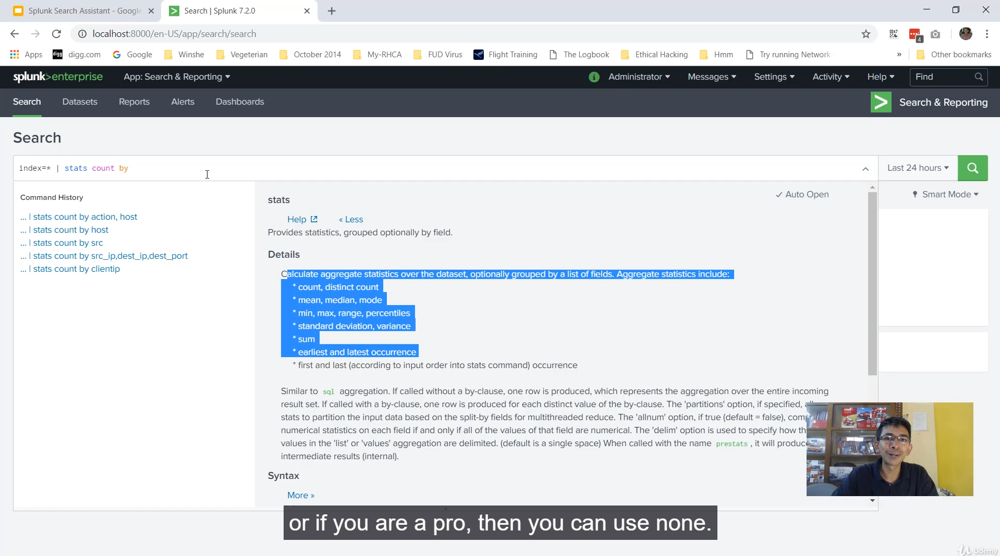 Splunk Search Assistant - Google
Search | Splunk 7.2.0
localhost:8000/en-US/app/search/search
4
Apps
digg
digg.com
Google
Winshe
Vegeterian
October 2014
My-RHCA
FUD Virus
Flight Training
The Logbook
Ethical Hacking
Hmm
Try running Network
»
Other bookmarks
splunk>enterprise
App: Search & Reporting
i
Administrator
Messages
Settings
Activity
Help
Find
Search
Datasets
Reports
Alerts
Dashboards
Search & Reporting
Search
index=* | stats count by
Last 24 hours
Command History
... | stats count by action, host
... | stats count by host
... | stats count by src
... | stats count by src_ip,dest_ip,dest_port
... | stats count by clientip
stats
Auto Open
Smart Mode
Help
« Less
Provides statistics, grouped optionally by field.
Details
Calculate aggregate statistics over the dataset, optionally grouped by a list of fields. Aggregate statistics include:
* count, distinct count
* mean, median, mode
* min, max, range, percentiles
* standard deviation, variance
* sum
* earliest and latest occurrence
* first and last (according to input order into stats command) occurrence
Similar to sql aggregation. If called without a by-clause, one row is produced, which represents the aggregation over the entire incoming
result set. If called with a by-clause, one row is produced for each distinct value of the by-clause. The 'partitions' option, if specified,
stats to partition the input data based on the split-by fields for multithreaded reduce. The 'allnum' option, if true (default = false),
numerical statistics on each field if and only if all of the values of that field are numerical. The 'delim' option is used to specify how
values in the 'list' or 'values' aggregation are delimited. (default is a single space) When called with the name prestats , it will
intermediate results (internal).
Syntax
More »
or if you are a pro, then you can use none.
Udemy